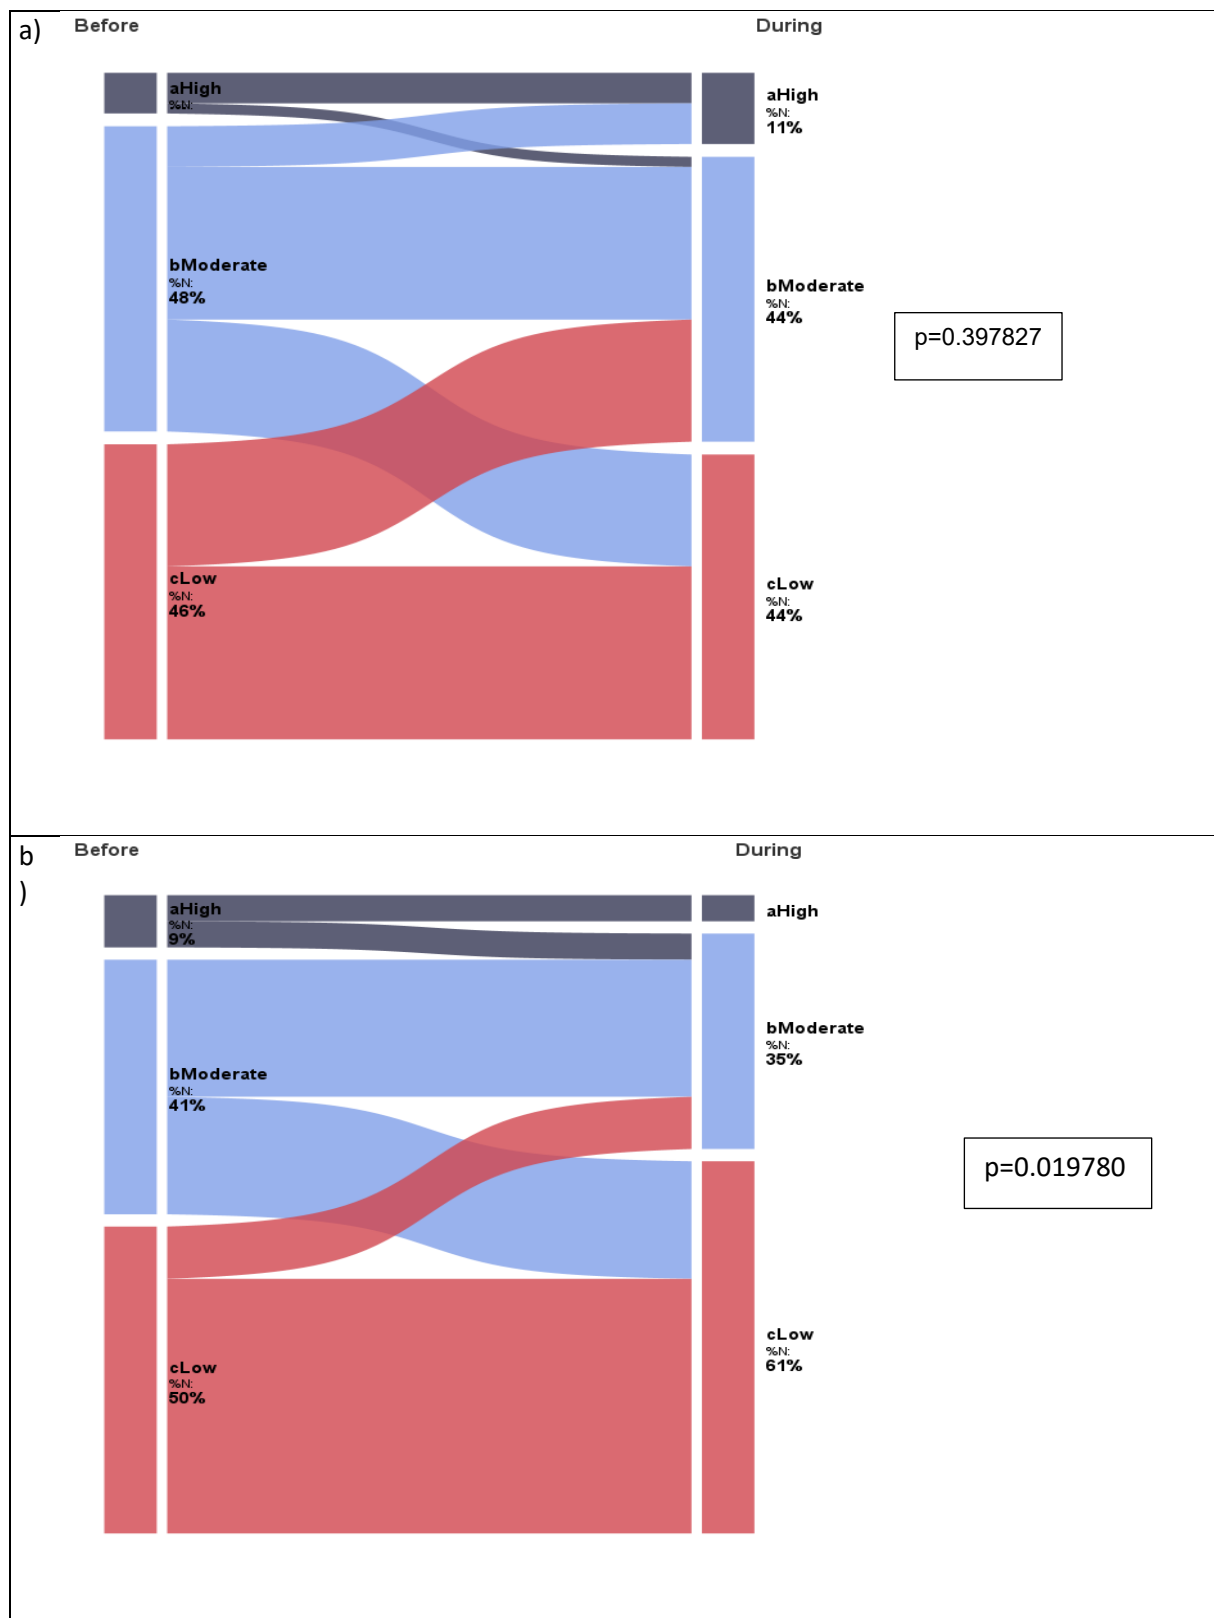 a)
Before
During
aHigh
%N:
aHigh
%N:
11%
bModerate
%N:
48%
bModerate
%N:
44%
p=0.397827
cLow
%N:
46%
cLow
%N:
44%
b
)
Before
During
aHigh
%N:
9%
aHigh
bModerate
%N:
41%
bModerate
%N:
35%
p=0.019780
cLow
%N:
50%
cLow
%N:
61%